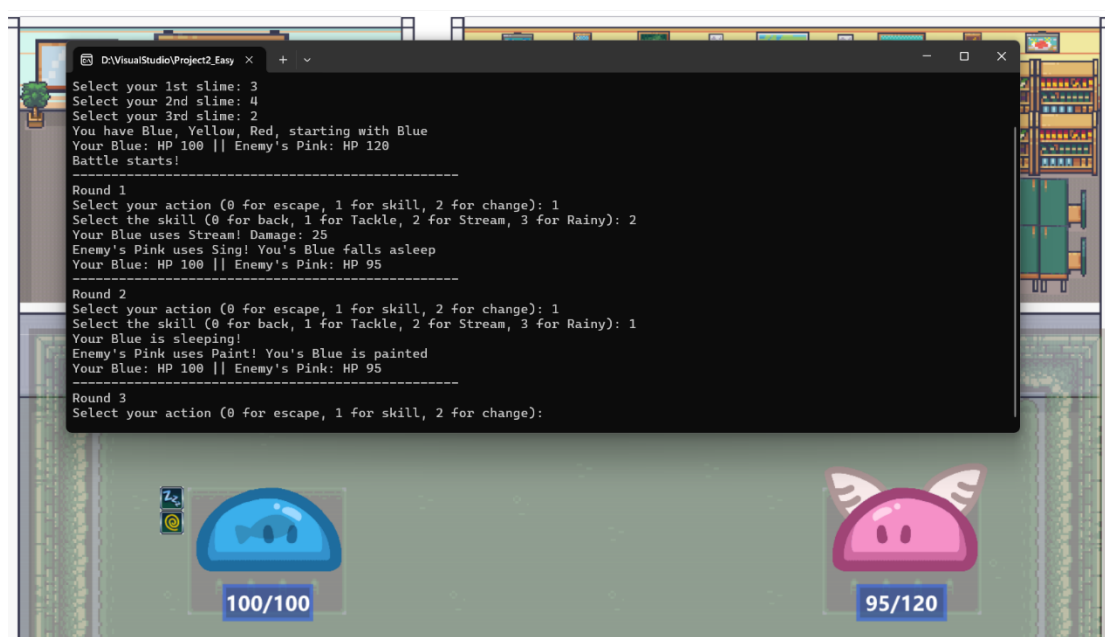 D:\VisualStudio\Project2_Easy
Select your 1st slime: 3
Select your 2nd slime: 4
Select your 3rd slime: 2
You have Blue, Yellow, Red, starting with Blue
Your Blue: HP 100 || Enemy's Pink: HP 120
Battle starts!
--------------------------------------------------
Round 1
Select your action (0 for escape, 1 for skill, 2 for change): 1
Select the skill (0 for back, 1 for Tackle, 2 for Stream, 3 for Rainy): 2
Your Blue uses Stream! Damage: 25
Enemy's Pink uses Sing! You's Blue falls asleep
Your Blue: HP 100 || Enemy's Pink: HP 95
--------------------------------------------------
Round 2
Select your action (0 for escape, 1 for skill, 2 for change): 1
Select the skill (0 for back, 1 for Tackle, 2 for Stream, 3 for Rainy): 1
Your Blue is sleeping!
Enemy's Pink uses Paint! You's Blue is painted
Your Blue: HP 100 || Enemy's Pink: HP 95
--------------------------------------------------
Round 3
Select your action (0 for escape, 1 for skill, 2 for change):
Zzz
100/100
95/120